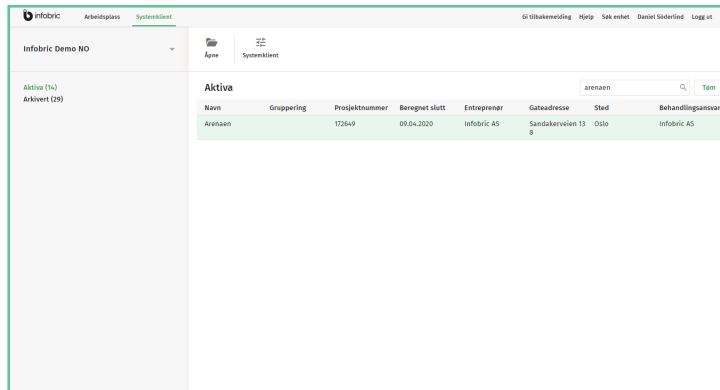 infobric Arbeidsplass Systemklient Gi tilbakemelding Hjelp Søk enhet Daniel Söderlind Logg ut
Infobric Demo NO
Åpne Systemklient
Aktiva (14)
Arkivert (29)
Aktiva arenaen Tøm
Navn Gruppering Prosjektnummer Beregnet slutt Entreprenør Gateadresse Sted Behandlingsansvar
Arenaen 172649 09.04.2020 Infobric AS Sandakerveien 13 Oslo Infobric AS
8